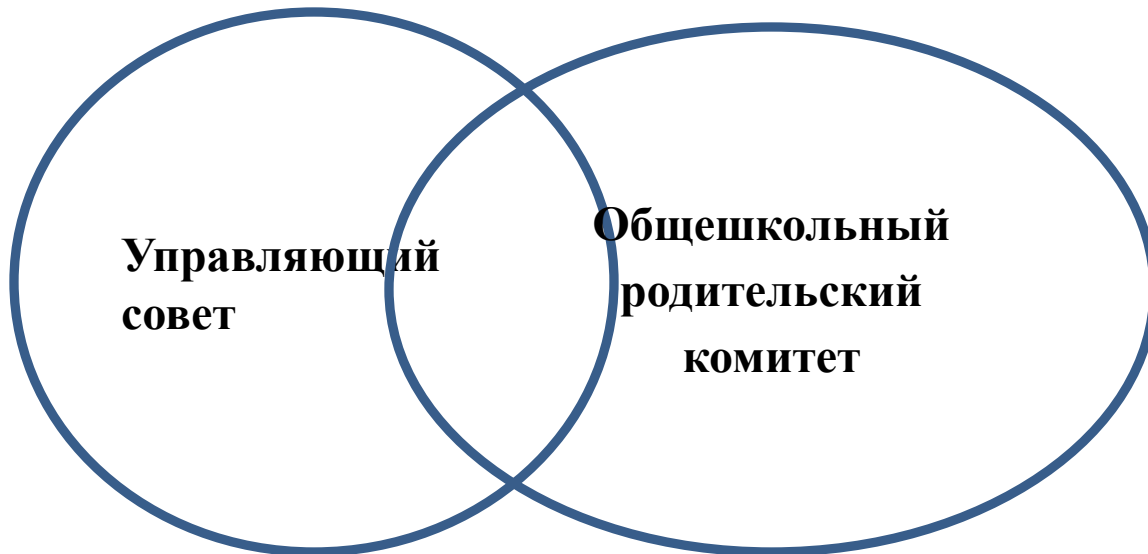 Управляющий
совет
Общешкольный
родительский
комитет